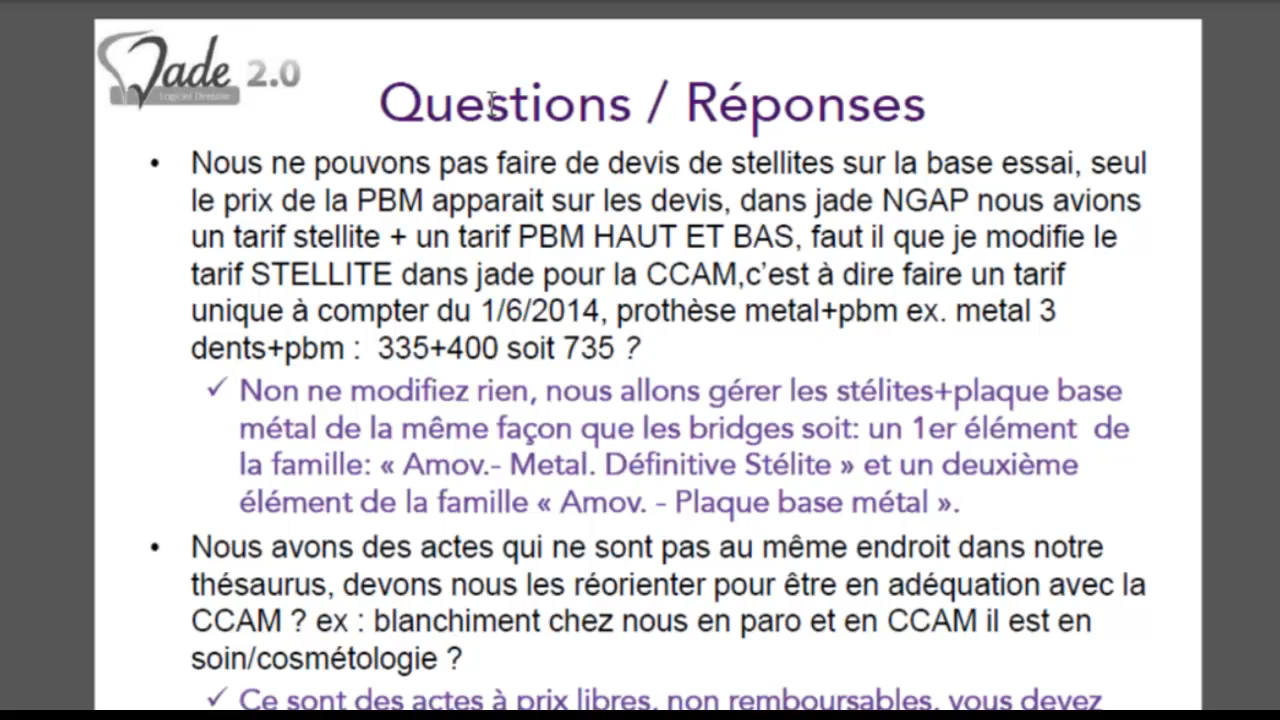 Jade 2.0
Logiciel Dentaire
Questions / Réponses
• Nous ne pouvons pas faire de devis de stellites sur la base essai, seul
le prix de la PBM apparait sur les devis, dans jade NGAP nous avions
un tarif stellite + un tarif PBM HAUT ET BAS, faut il que je modifie le
tarif STELLITE dans jade pour la CCAM,c’est à dire faire un tarif
unique à compter du 1/6/2014, prothèse metal+pbm ex. metal 3
dents+pbm : 335+400 soit 735 ?
✓ Non ne modifiez rien, nous allons gérer les stélites+plaque base
métal de la même façon que les bridges soit: un 1er élément de
la famille: « Amov.- Metal. Définitive Stélite » et un deuxième
élément de la famille « Amov. - Plaque base métal ».
• Nous avons des actes qui ne sont pas au même endroit dans notre
thésaurus, devons nous les réorienter pour être en adéquation avec la
CCAM ? ex : blanchiment chez nous en paro et en CCAM il est en
soin/cosmétologie ?
✓ Ce sont des actes à prix libres, non remboursables, vous devez